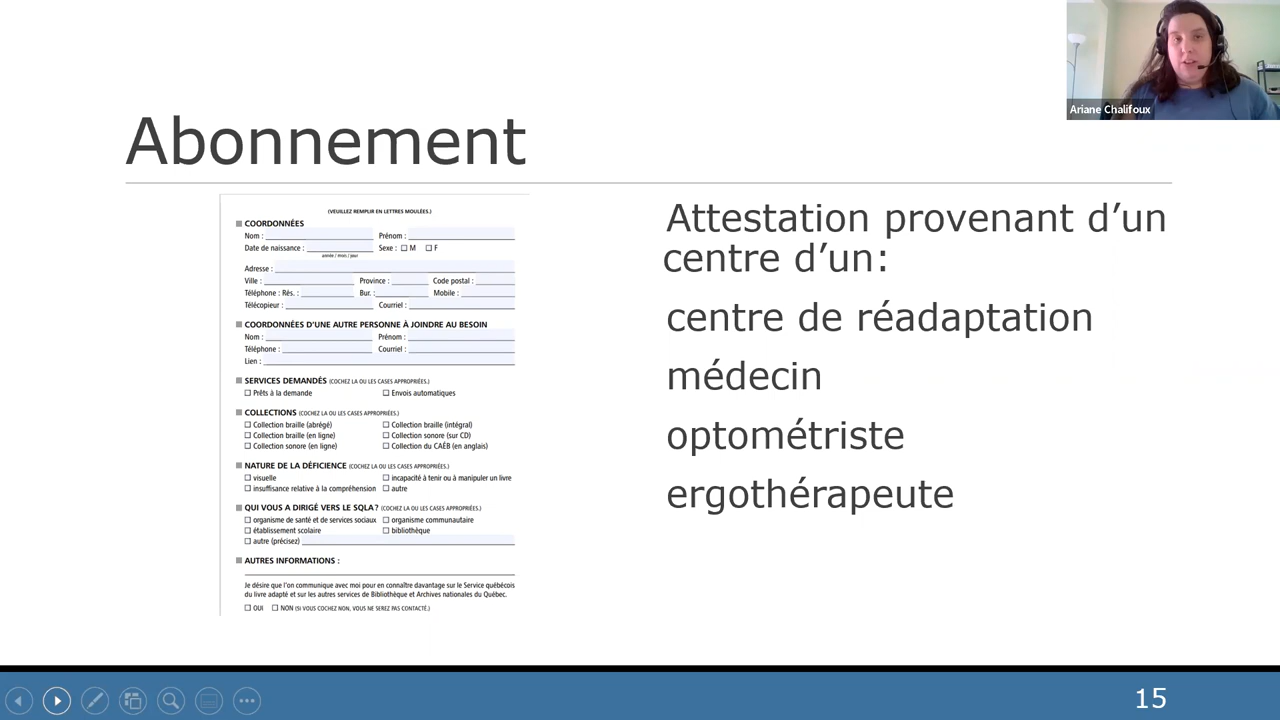 Ariane Chalifoux
Abonnement
(VEUILLEZ REMPLIR EN LETTRES MOULÉES.)
COORDONNÉES
Nom : Prénom :
Date de naissance : Sexe : M F
année / mois / jour
Adresse :
Ville : Province : Code postal :
Téléphone : Rés. : Bur. : Mobile :
Télécopieur : Courriel :
COORDONNÉES D'UNE AUTRE PERSONNE À JOINDRE AU BESOIN
Nom : Prénom :
Téléphone : Courriel :
Lien :
SERVICES DEMANDÉS (COCHEZ LA OU LES CASES APPROPRIÉES.)
Prêts à la demande Envois automatiques
COLLECTIONS (COCHEZ LA OU LES CASES APPROPRIÉES.)
Collection braille (abrégé) Collection braille (intégral)
Collection braille (en ligne) Collection sonore (sur CD)
Collection sonore (en ligne) Collection du CAÉB (en anglais)
NATURE DE LA DÉFICIENCE (COCHEZ LA OU LES CASES APPROPRIÉES.)
visuelle incapacité à tenir ou à manipuler un livre
insuffisance relative à la compréhension autre
QUI VOUS A DIRIGÉ VERS LE SQLA? (COCHEZ LA OU LES CASES APPROPRIÉES.)
organisme de santé et de services sociaux organisme communautaire
établissement scolaire bibliothèque
autre (précisez)
AUTRES INFORMATIONS :
Je désire que l'on communique avec moi pour en connaître davantage sur le Service québécois
du livre adapté et sur les autres services de Bibliothèque et Archives nationales du Québec.
OUI NON (SI VOUS COCHEZ NON, VOUS NE SEREZ PAS CONTACTÉ.)
Attestation provenant d’un
centre d’un:
centre de réadaptation
médecin
optométriste
ergothérapeute
15